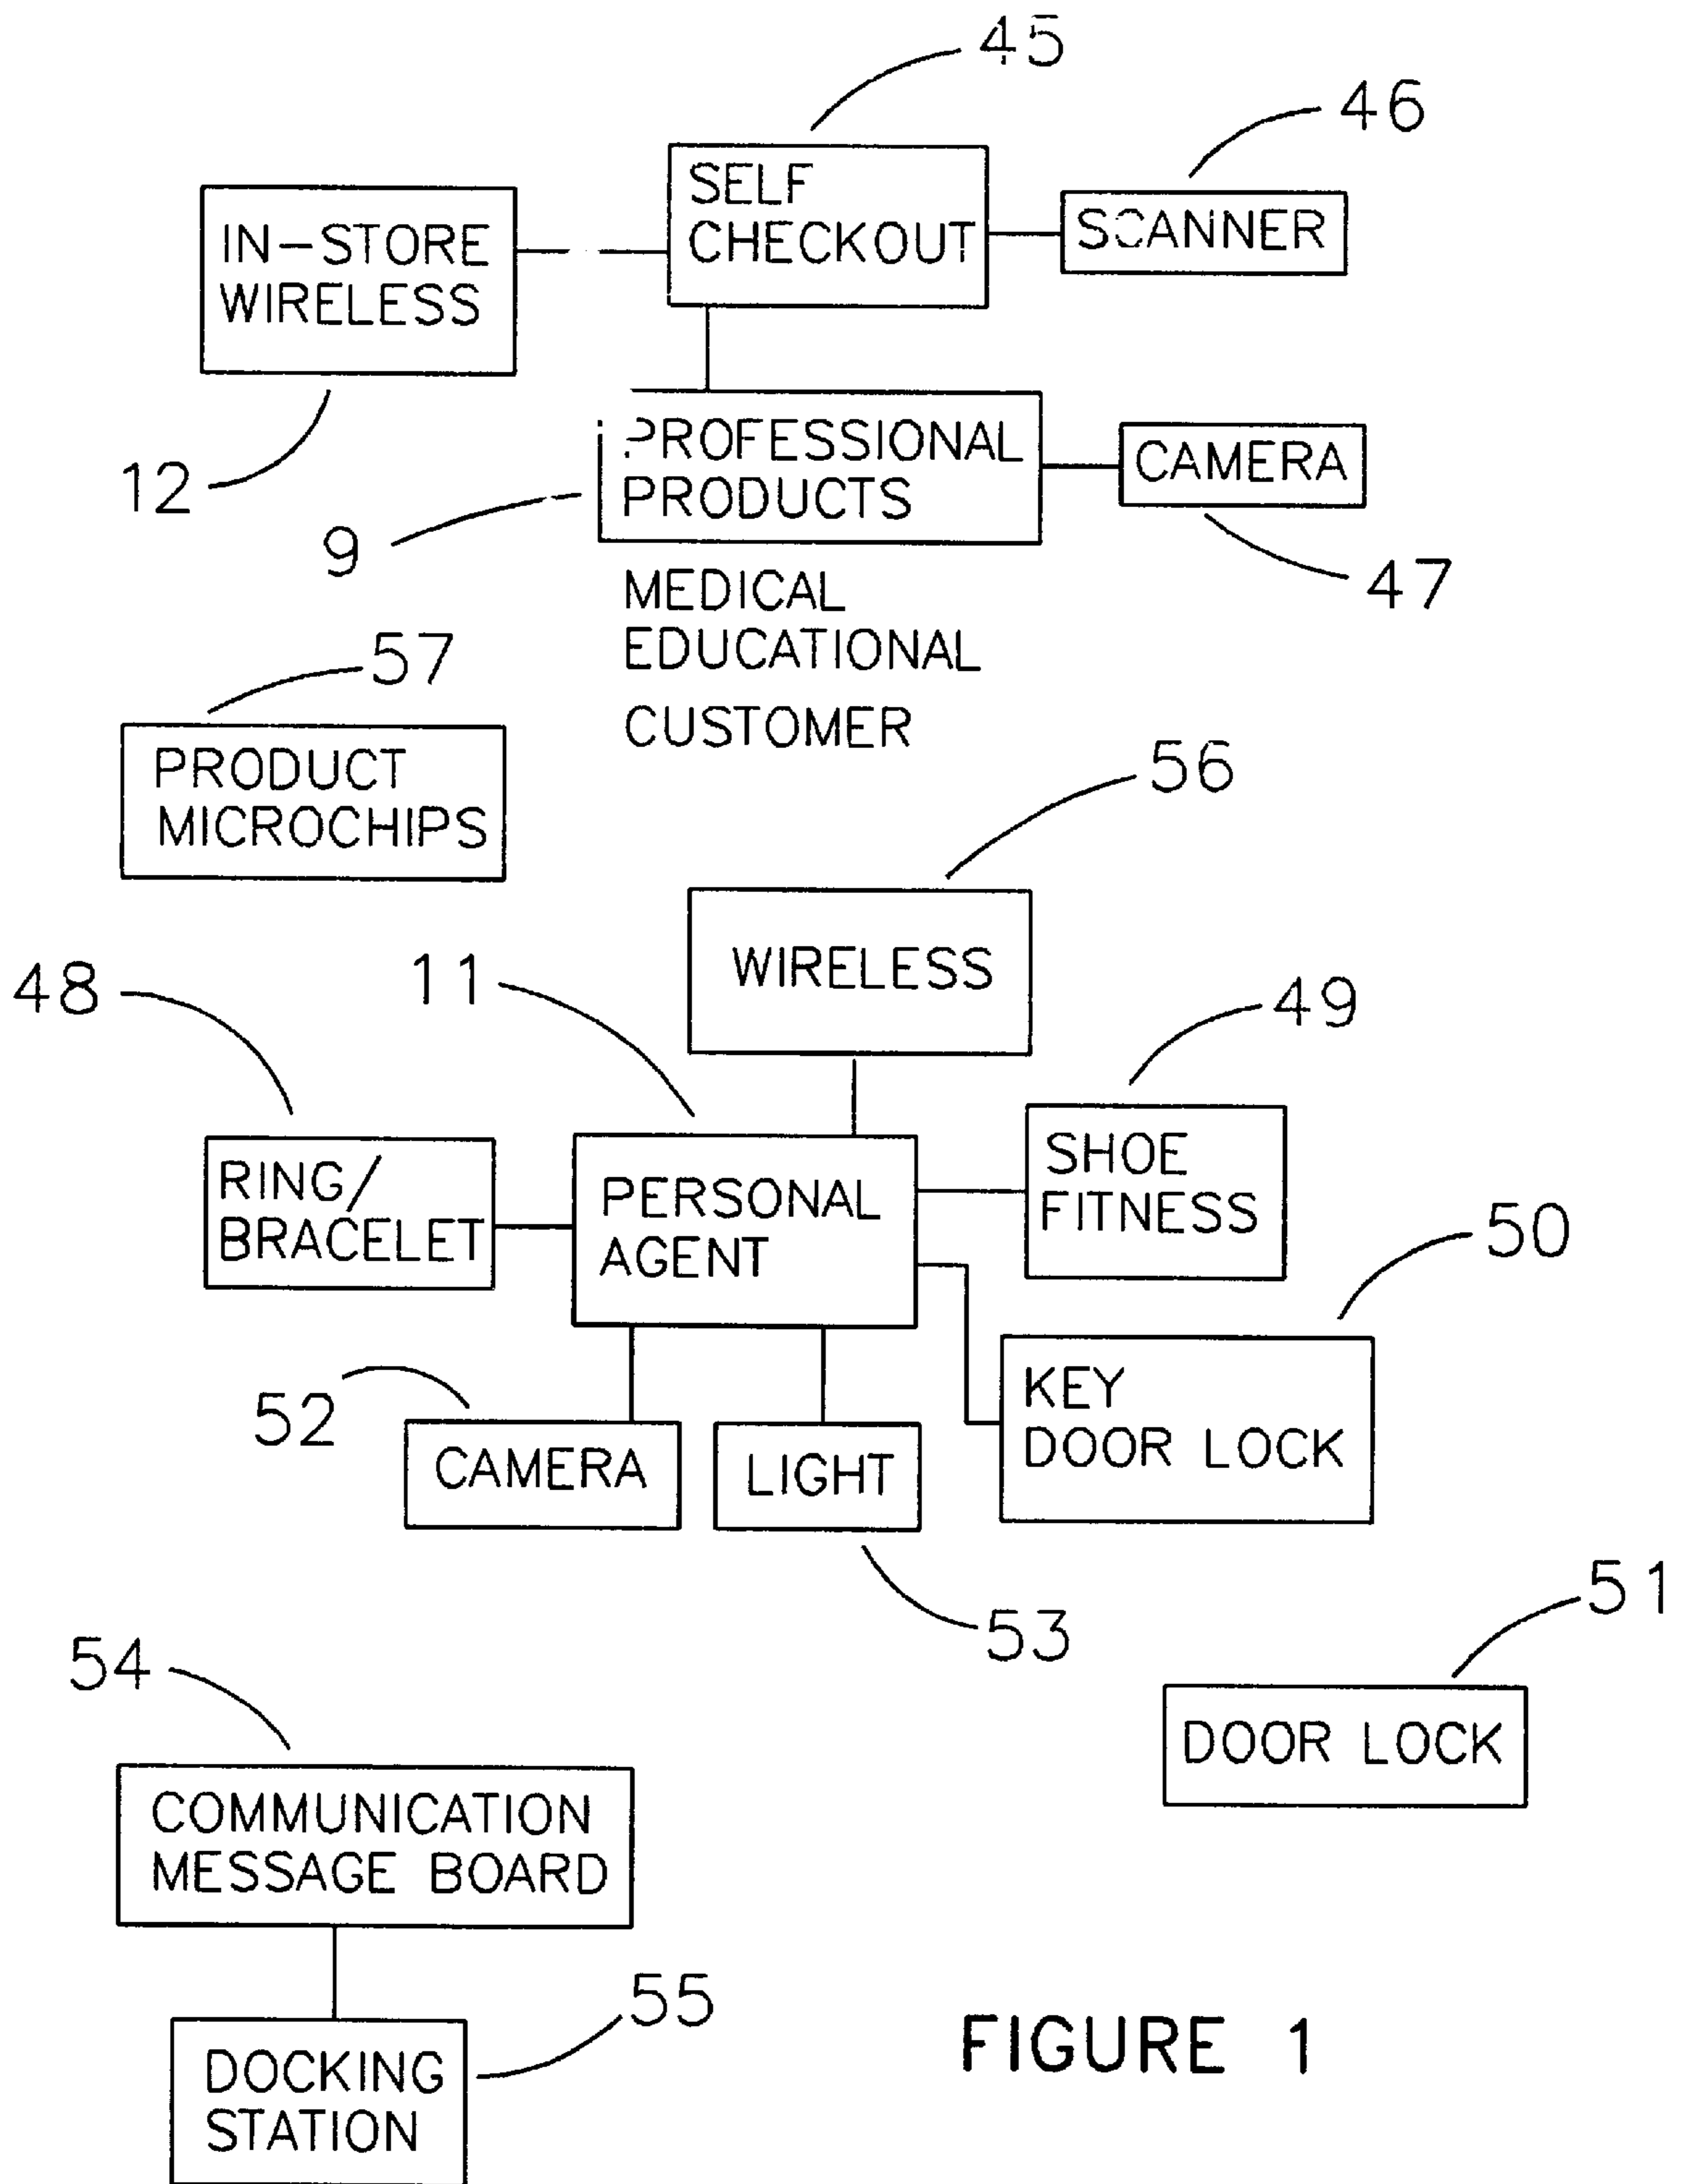 45
46
SELF
CHECKOUT
SCANNER
IN-STORE
WIRELESS
12
PROFESSIONAL
PRODUCTS
CAMERA
9
47
MEDICAL
EDUCATIONAL
CUSTOMER
57
PRODUCT
MICROCHIPS
56
WIRELESS
48
11
49
RING/
BRACELET
PERSONAL
AGENT
SHOE
FITNESS
50
52
CAMERA
LIGHT
KEY
DOOR LOCK
53
51
54
DOOR LOCK
COMMUNICATION
MESSAGE BOARD
55
DOCKING
STATION
FIGURE 1